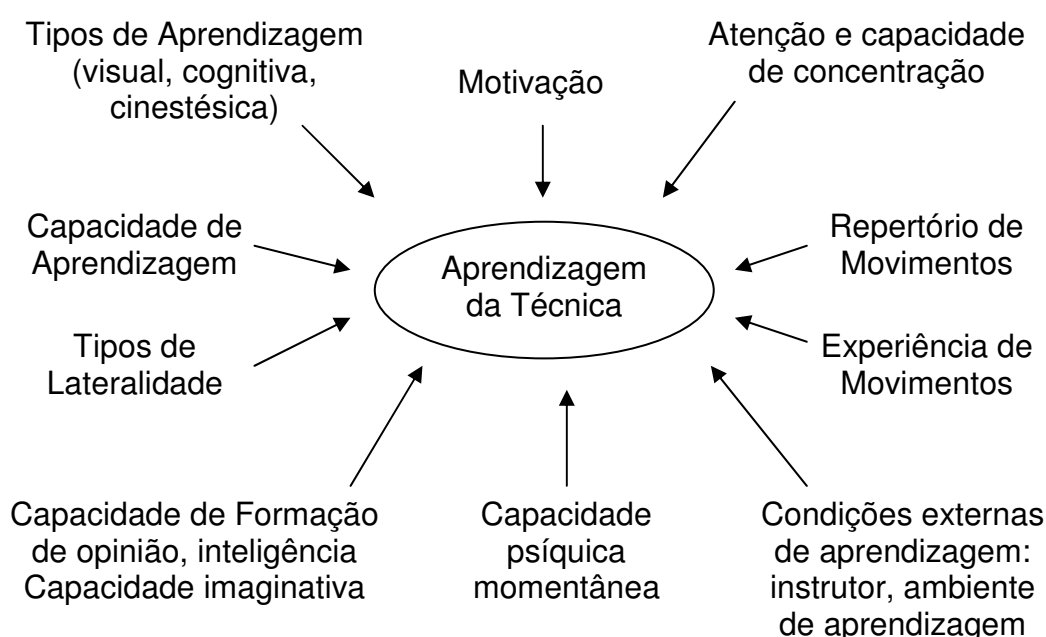 Tipos de Aprendizagem
(visual, cognitiva,
cinestésica)
Motivação
Atenção e capacidade
de concentração
Capacidade de
Aprendizagem
Aprendizagem
da Técnica
Repertório de
Movimentos
Tipos de
Lateralidade
Experiência de
Movimentos
Capacidade de Formação
de opinião, inteligência
Capacidade imaginativa
Capacidade
psíquica
momentânea
Condições externas
de aprendizagem:
instrutor, ambiente
de aprendizagem